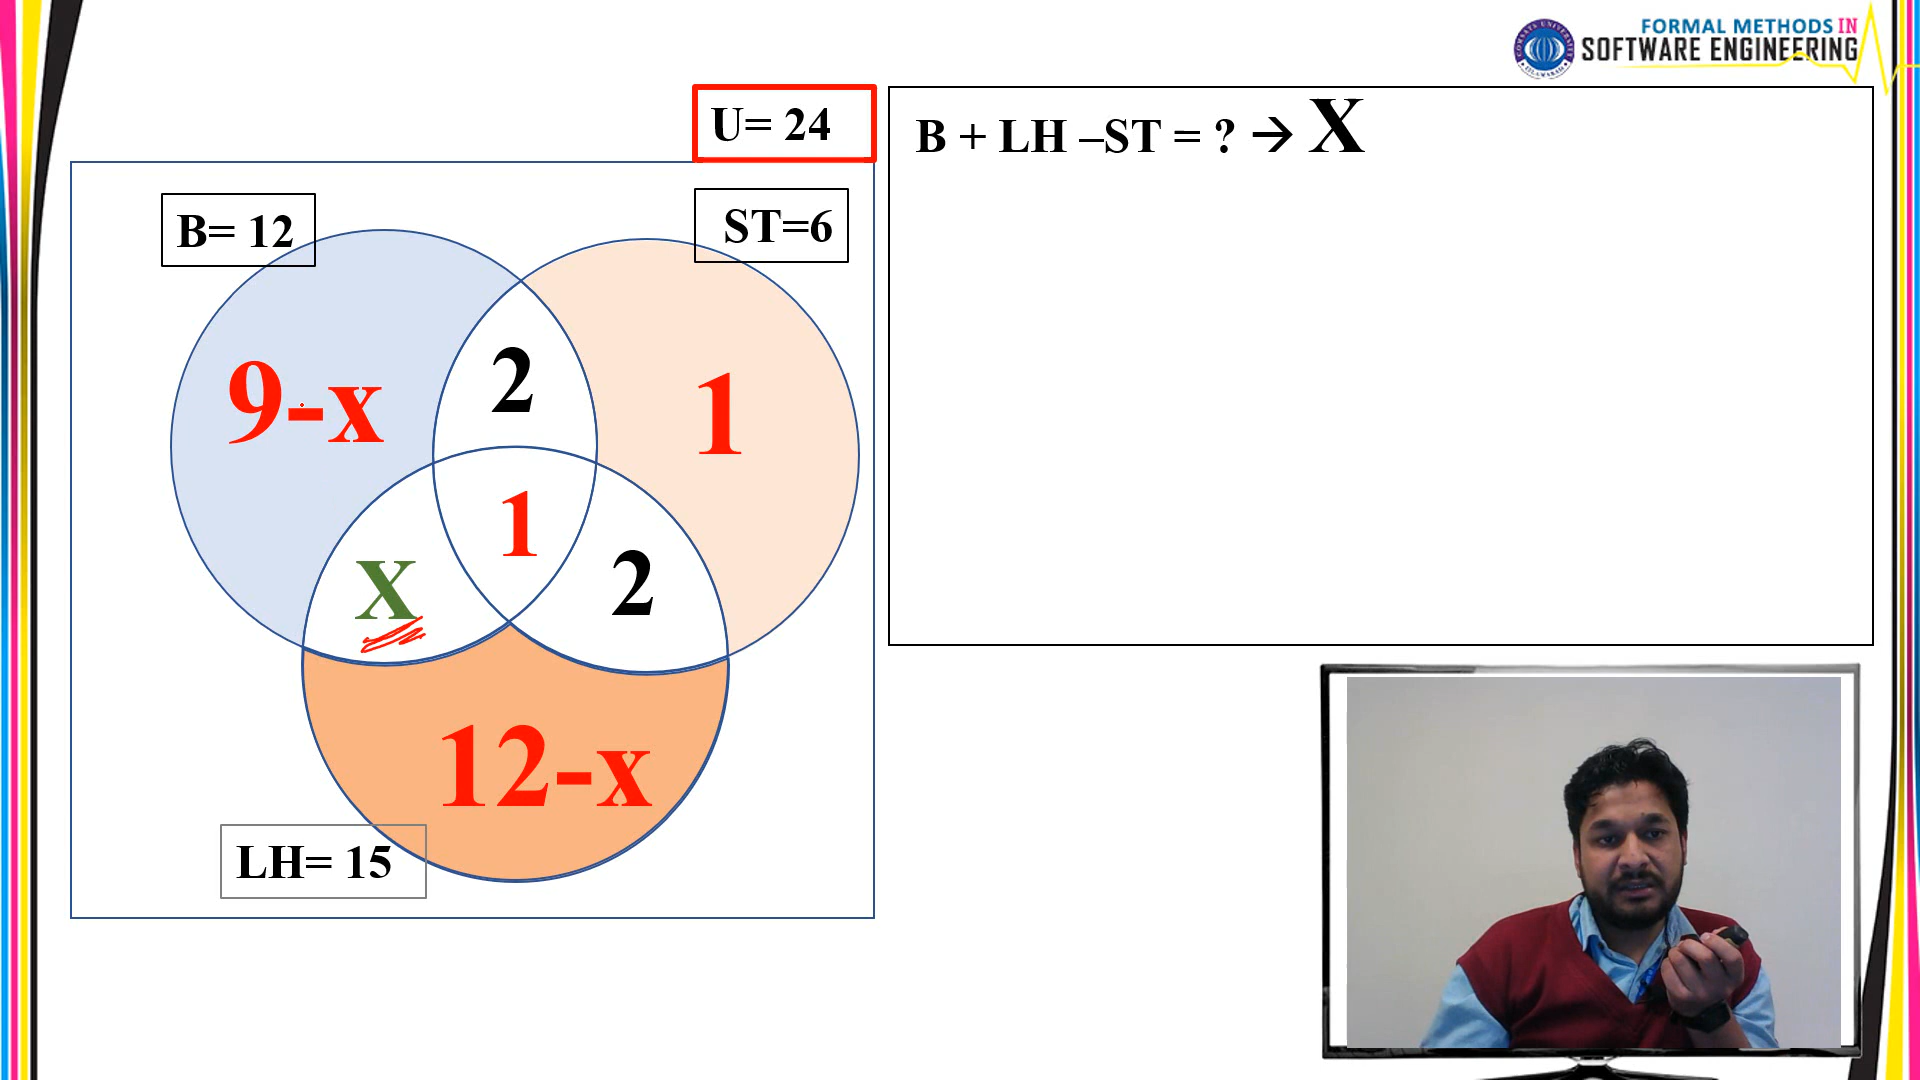 FORMAL METHODS IN
SOFTWARE ENGINEERING
U= 24
B + LH –ST = ? → X
B= 12
ST=6
9-x
2
1
1
X
2
12-x
LH= 15